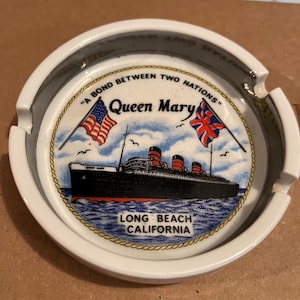 "A BOND BETWEEN TWO NATIONS"
Queen Mary
LONG BEACH
CALIFORNIA